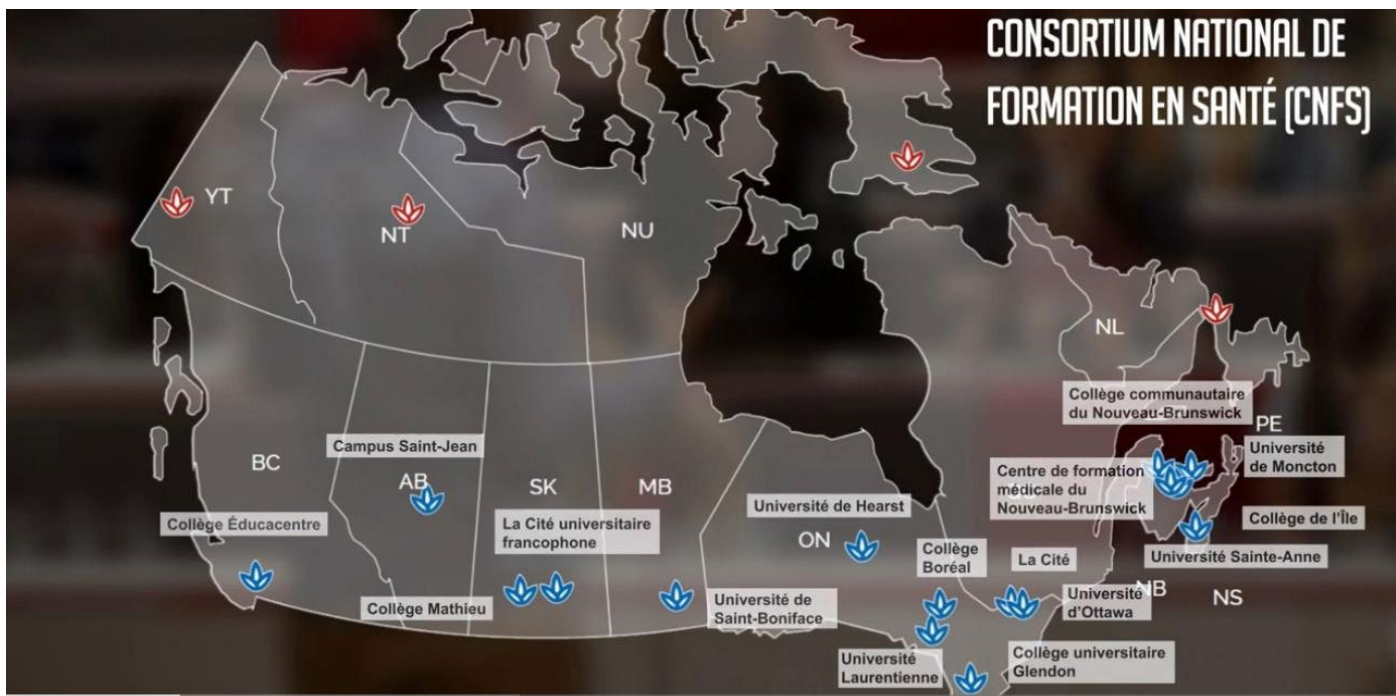 CONSORTIUM NATIONAL DE
FORMATION EN SANTÉ (CNFS)
YT
NT
NU
NL
Collège communautaire
du Nouveau-Brunswick
PE
Université
de Moncton
Campus Saint-Jean
BC
AB
SK
MB
Centre de formation
médicale du
Nouveau-Brunswick
Collège Éducacentre
La Cité universitaire
francophone
Université de Hearst
ON
Collège de l'Île
Collège
Boréal
La Cité
Université Sainte-Anne
Collège Mathieu
Université de
Saint-Boniface
Université
d'Ottawa
NB
NS
Université
Laurentienne
Collège universitaire
Glendon